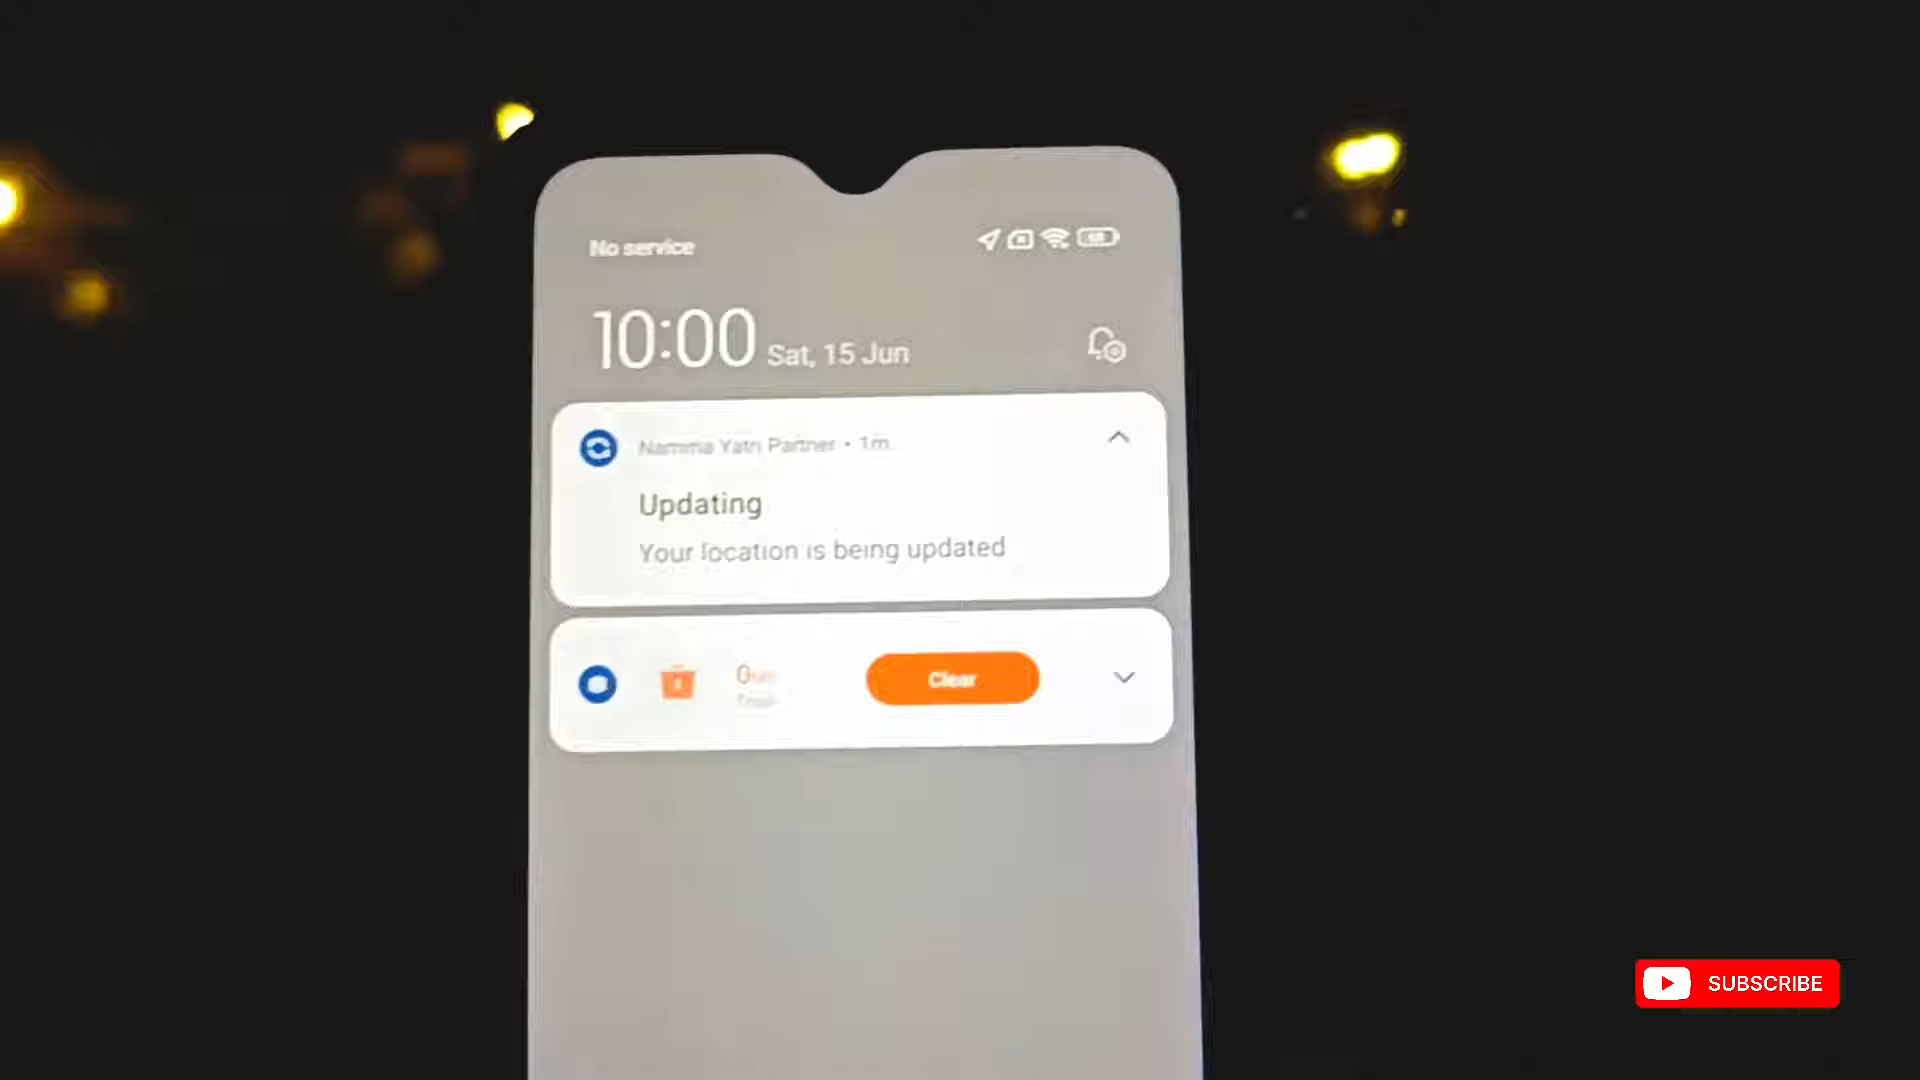 No service
10:00 Sat, 15 Jun
Namma Yatri Partner • 1m
Updating
Your location is being updated
Clear
SUBSCRIBE